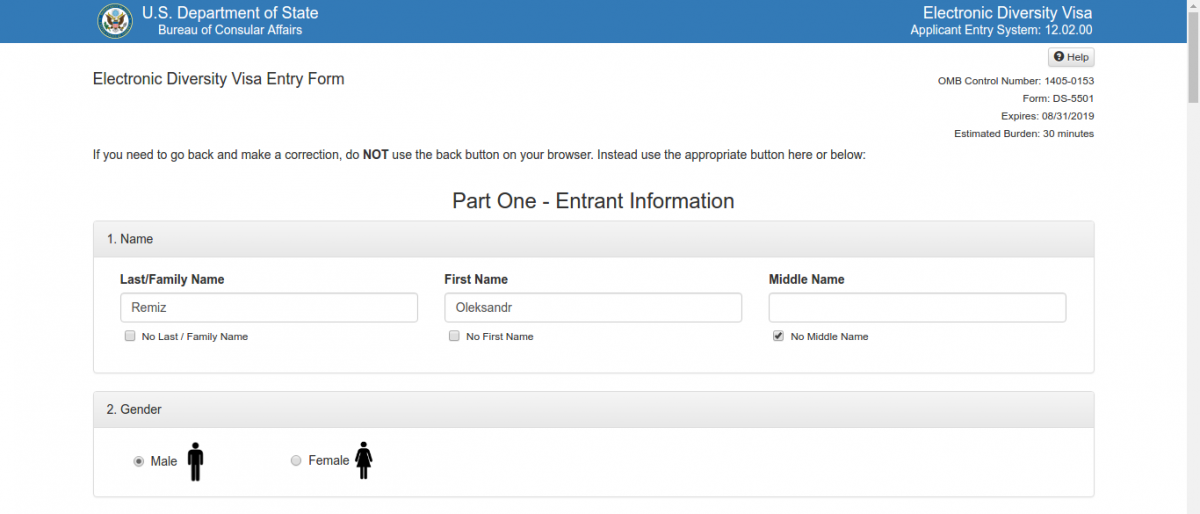 U.S. Department of State
Bureau of Consular Affairs
Electronic Diversity Visa
Applicant Entry System: 12.02.00
Help
Electronic Diversity Visa Entry Form
OMB Control Number: 1405-0153
Form: DS-5501
Expires: 08/31/2019
Estimated Burden: 30 minutes
If you need to go back and make a correction, do NOT use the back button on your browser. Instead use the appropriate button here or below:
Part One - Entrant Information
1. Name
Last/Family Name First Name Middle Name
Remiz Oleksandr
No Last / Family Name No First Name No Middle Name
2. Gender
Male Female